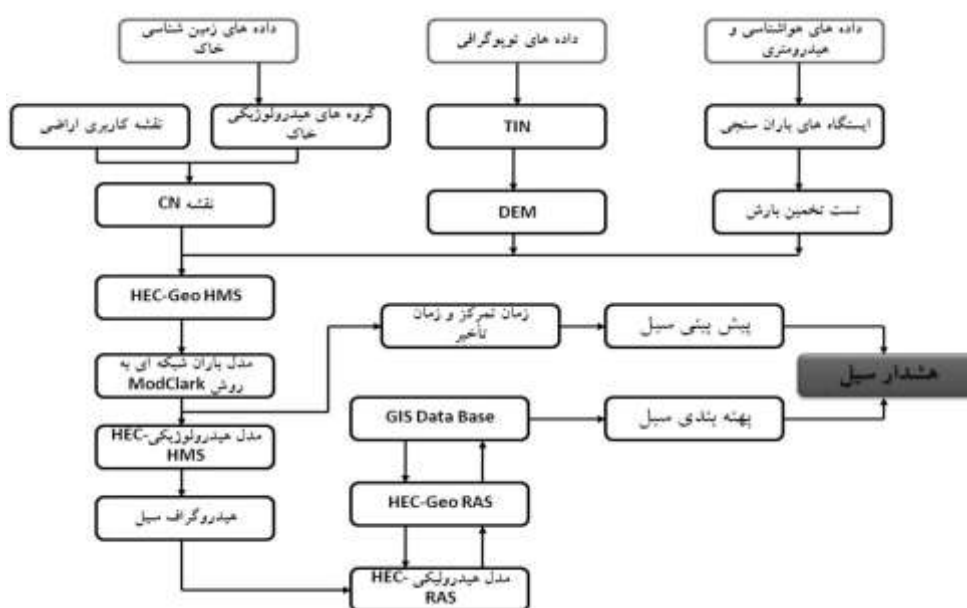 داده های زمین شناسی
خاک
داده های توپوگرافی
داده های هواشناسی و
هیدرومتری
نقشه کاربری اراضی
گروه های هیدرولوژیکی
خاک
TIN
ایستگاه های باران سنجی
نقشه CN
DEM
تست تخمین بارش
HEC-Geo HMS
زمان تمرکز و زمان
تأخیر
پیش بینی سیل
مدل باران شبکه ای به
روش ModClark
هشدار سیل
GIS Data Base
پهنه بندی سیل
مدل هیدرولوژیکی-HEC
HMS
HEC-Geo RAS
هیدروگراف سیل
مدل هیدرولیکی -HEC
RAS